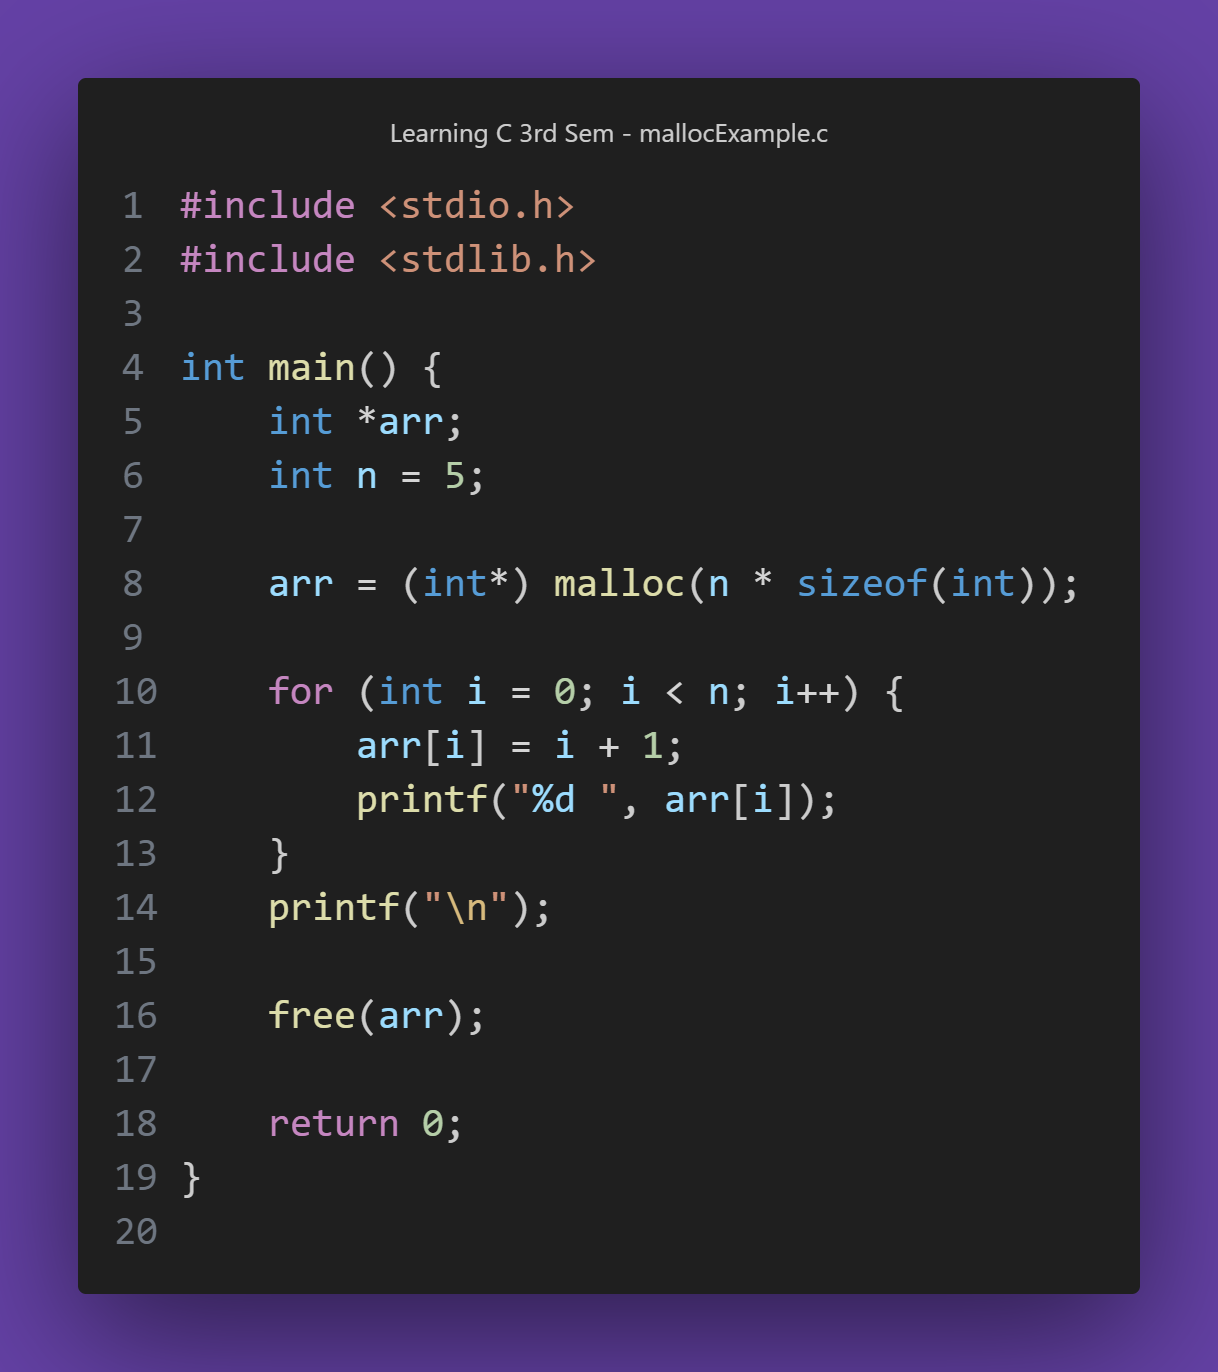 Learning C 3rd Sem - mallocExample.c
1 #include <stdio.h>
2 #include <stdlib.h>
3
4 int main() {
5     int *arr;
6     int n = 5;
7
8     arr = (int*) malloc(n * sizeof(int));
9
10     for (int i = 0; i < n; i++) {
11         arr[i] = i + 1;
12         printf("%d ", arr[i]);
13     }
14     printf("\n");
15
16     free(arr);
17
18     return 0;
19 }
20